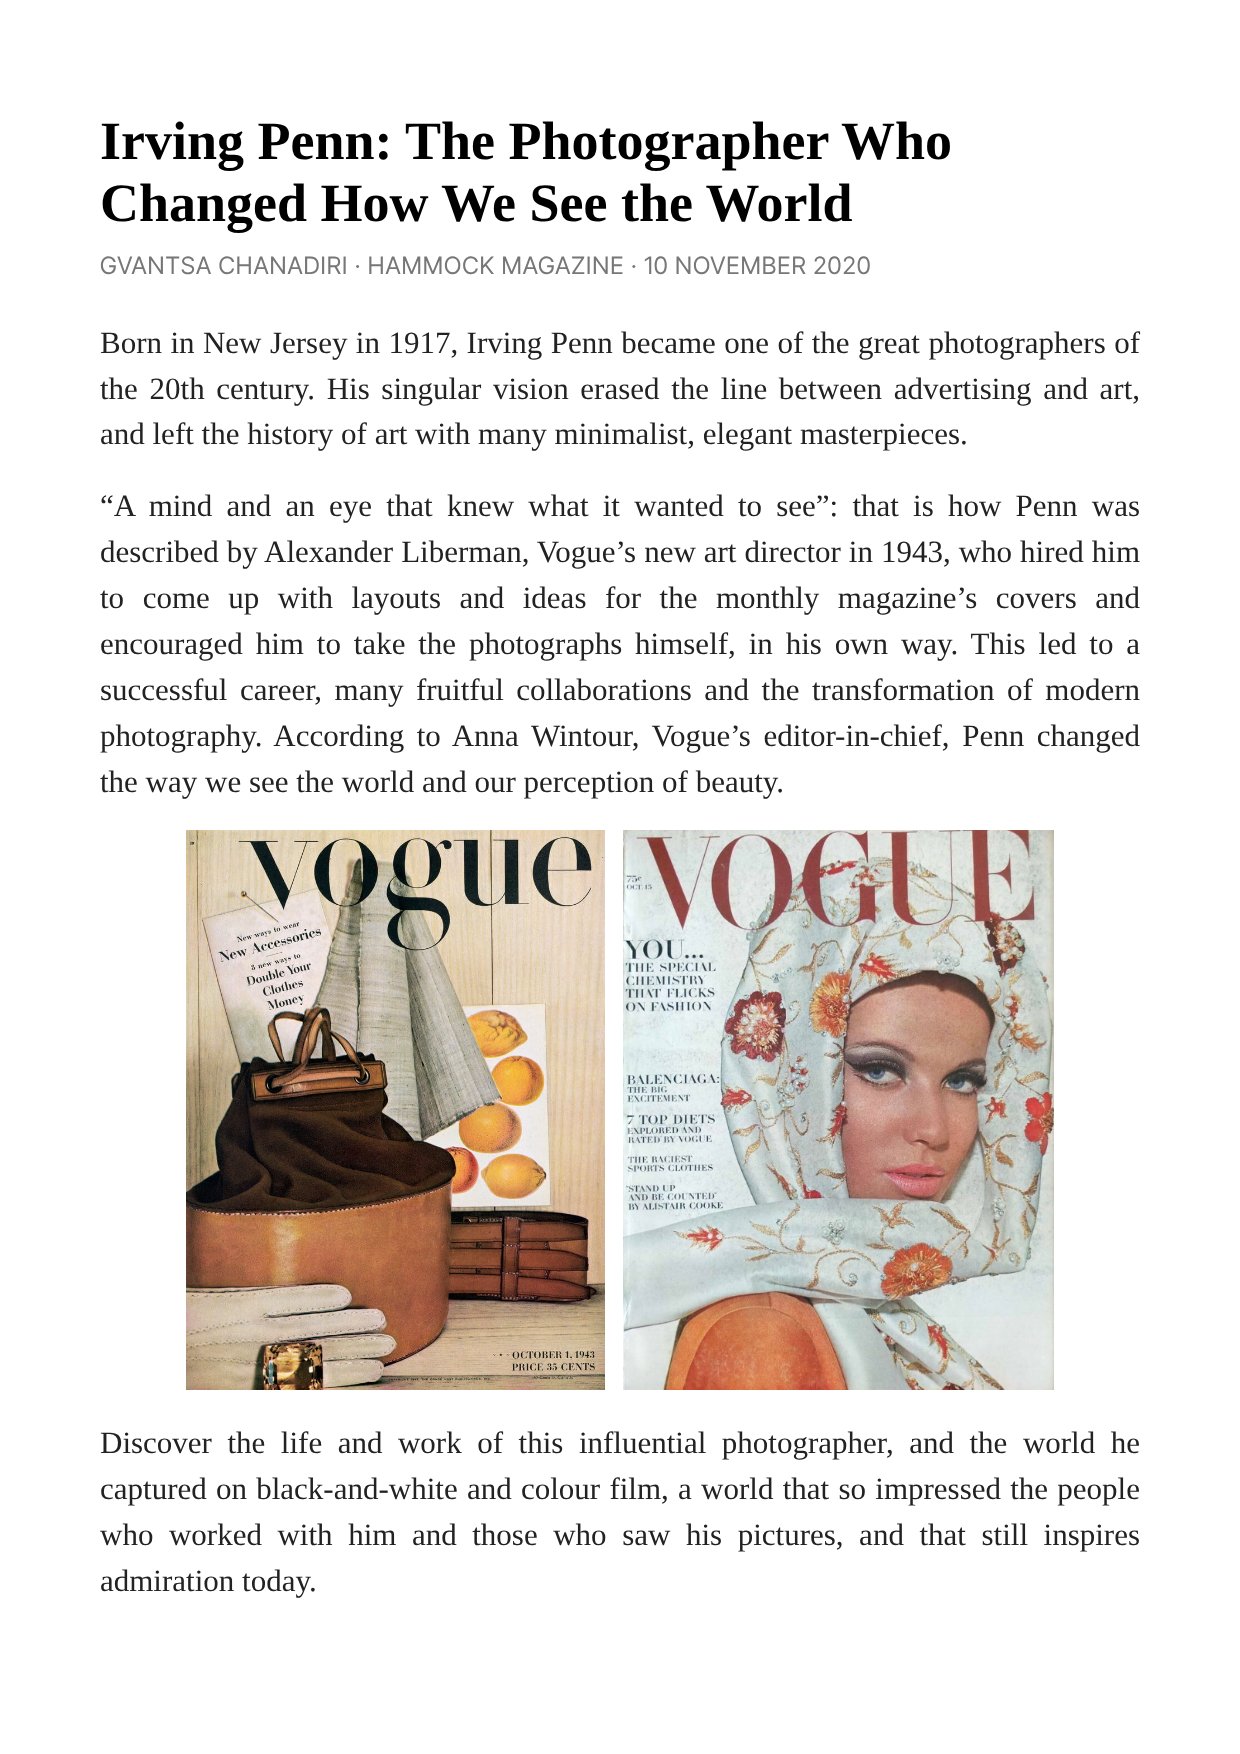 Irving Penn: The Photographer Who
Changed How We See the World
GVANTSA CHANADIRI · HAMMOCK MAGAZINE · 10 NOVEMBER 2020
Born in New Jersey in 1917, Irving Penn became one of the great photographers of
the 20th century. His singular vision erased the line between advertising and art,
and left the history of art with many minimalist, elegant masterpieces.
“A mind and an eye that knew what it wanted to see”: that is how Penn was
described by Alexander Liberman, Vogue’s new art director in 1943, who hired him
to come up with layouts and ideas for the monthly magazine’s covers and
encouraged him to take the photographs himself, in his own way. This led to a
successful career, many fruitful collaborations and the transformation of modern
photography. According to Anna Wintour, Vogue’s editor-in-chief, Penn changed
the way we see the world and our perception of beauty.
vogue
New ways to wear
New Accessories
8 new ways to
Double Your
Clothes
Money
OCTOBER 1, 1943
PRICE 35 CENTS
VOGUE
75¢
OCT 15
YOU...
THE SPECIAL
CHEMISTRY
THAT FLICKS
ON FASHION
BALENCIAGA:
THE BIG
EXCITEMENT
7 TOP DIETS
EXPLORED AND
RATED BY VOGUE
THE RACIEST
SPORTS CLOTHES
"STAND UP
AND BE COUNTED"
BY ALISTAIR COOKE
Discover the life and work of this influential photographer, and the world he
captured on black-and-white and colour film, a world that so impressed the people
who worked with him and those who saw his pictures, and that still inspires
admiration today.